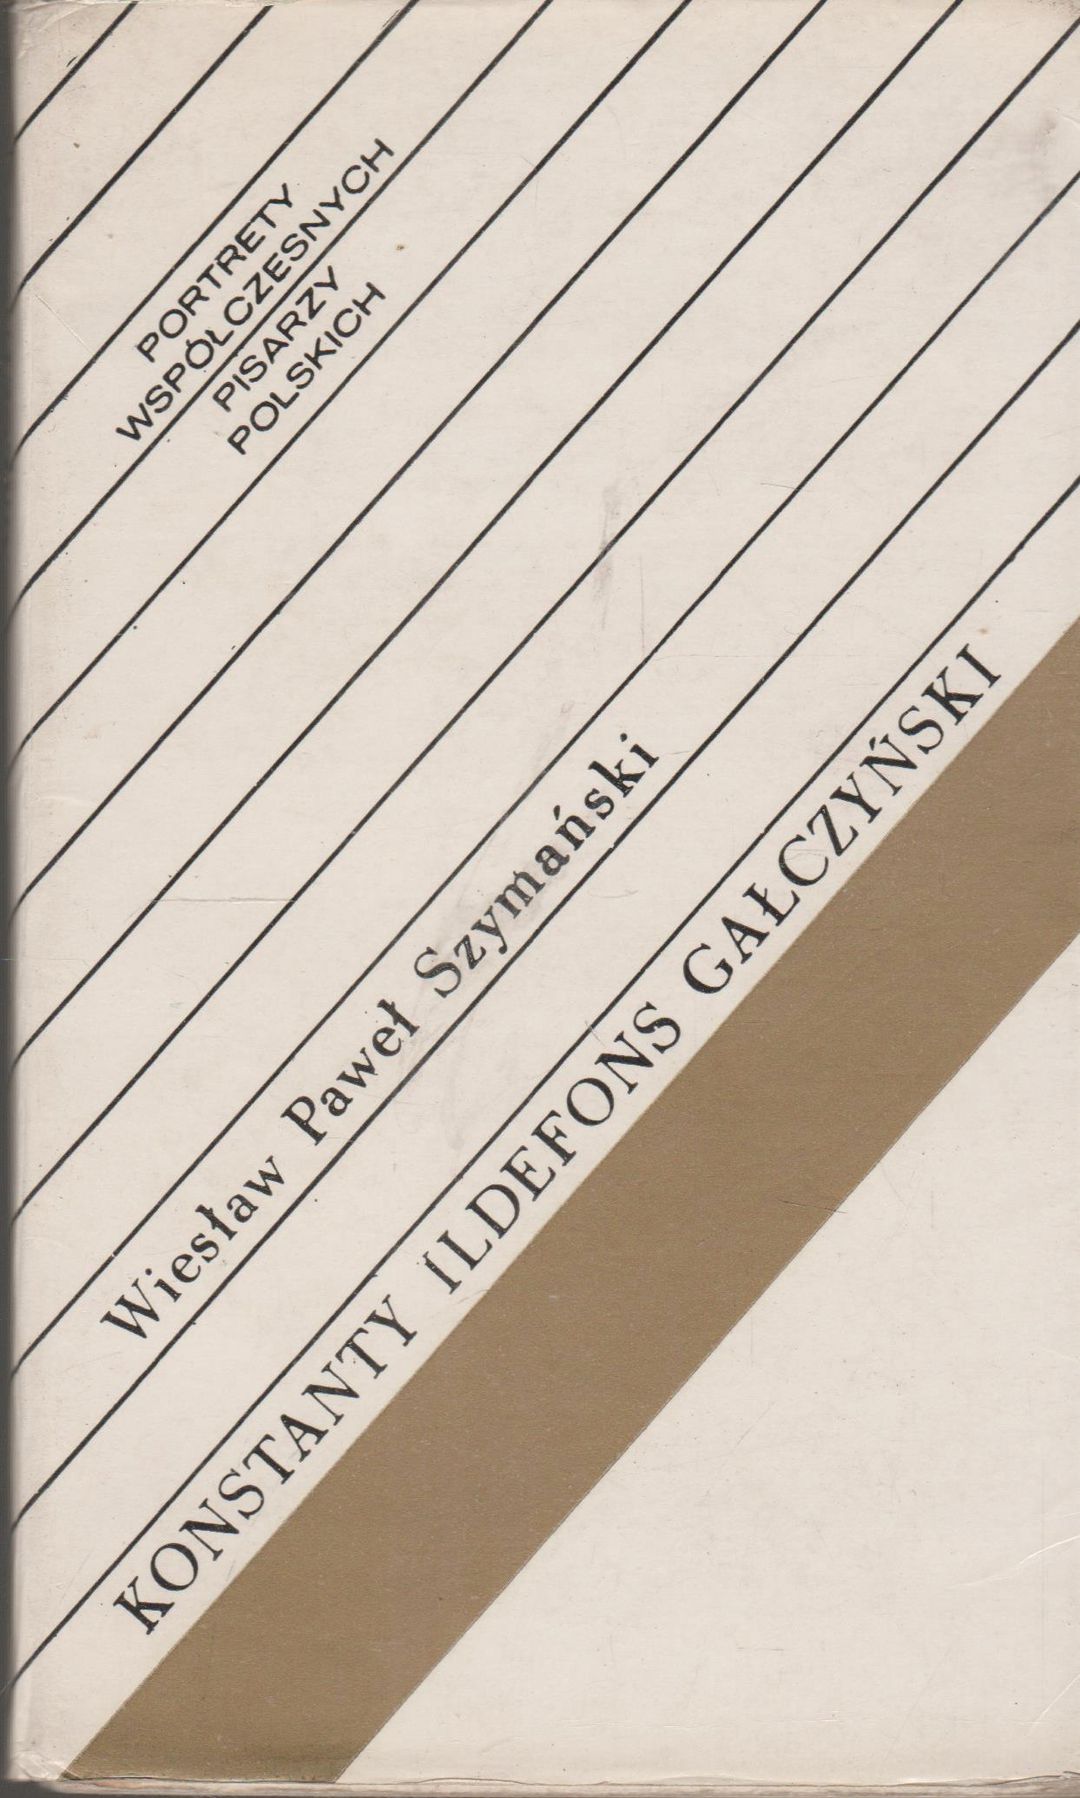 PORTRETY
WSPÓŁCZESNYCH
PISARZY
POLSKICH
Wiesław Paweł Szymański
KONSTANTY ILDEFONS GAŁCZYŃSKI